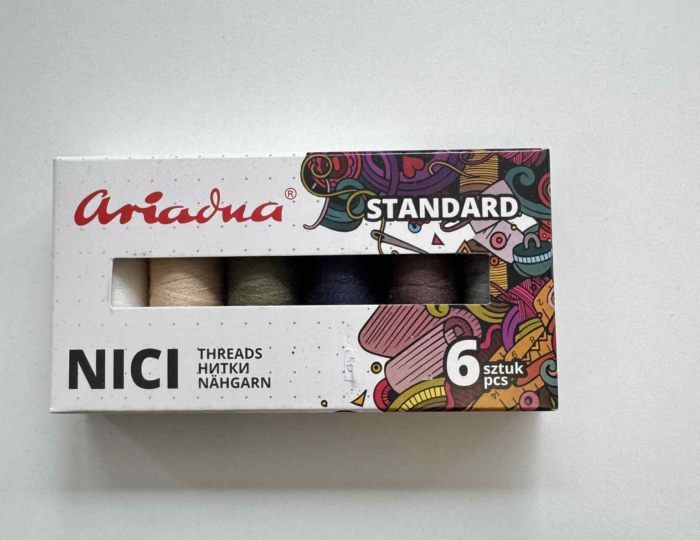 ariadna®
STANDARD
NICI
THREADS
НИТКИ
NÄHGARN
6 sztuk
pcs